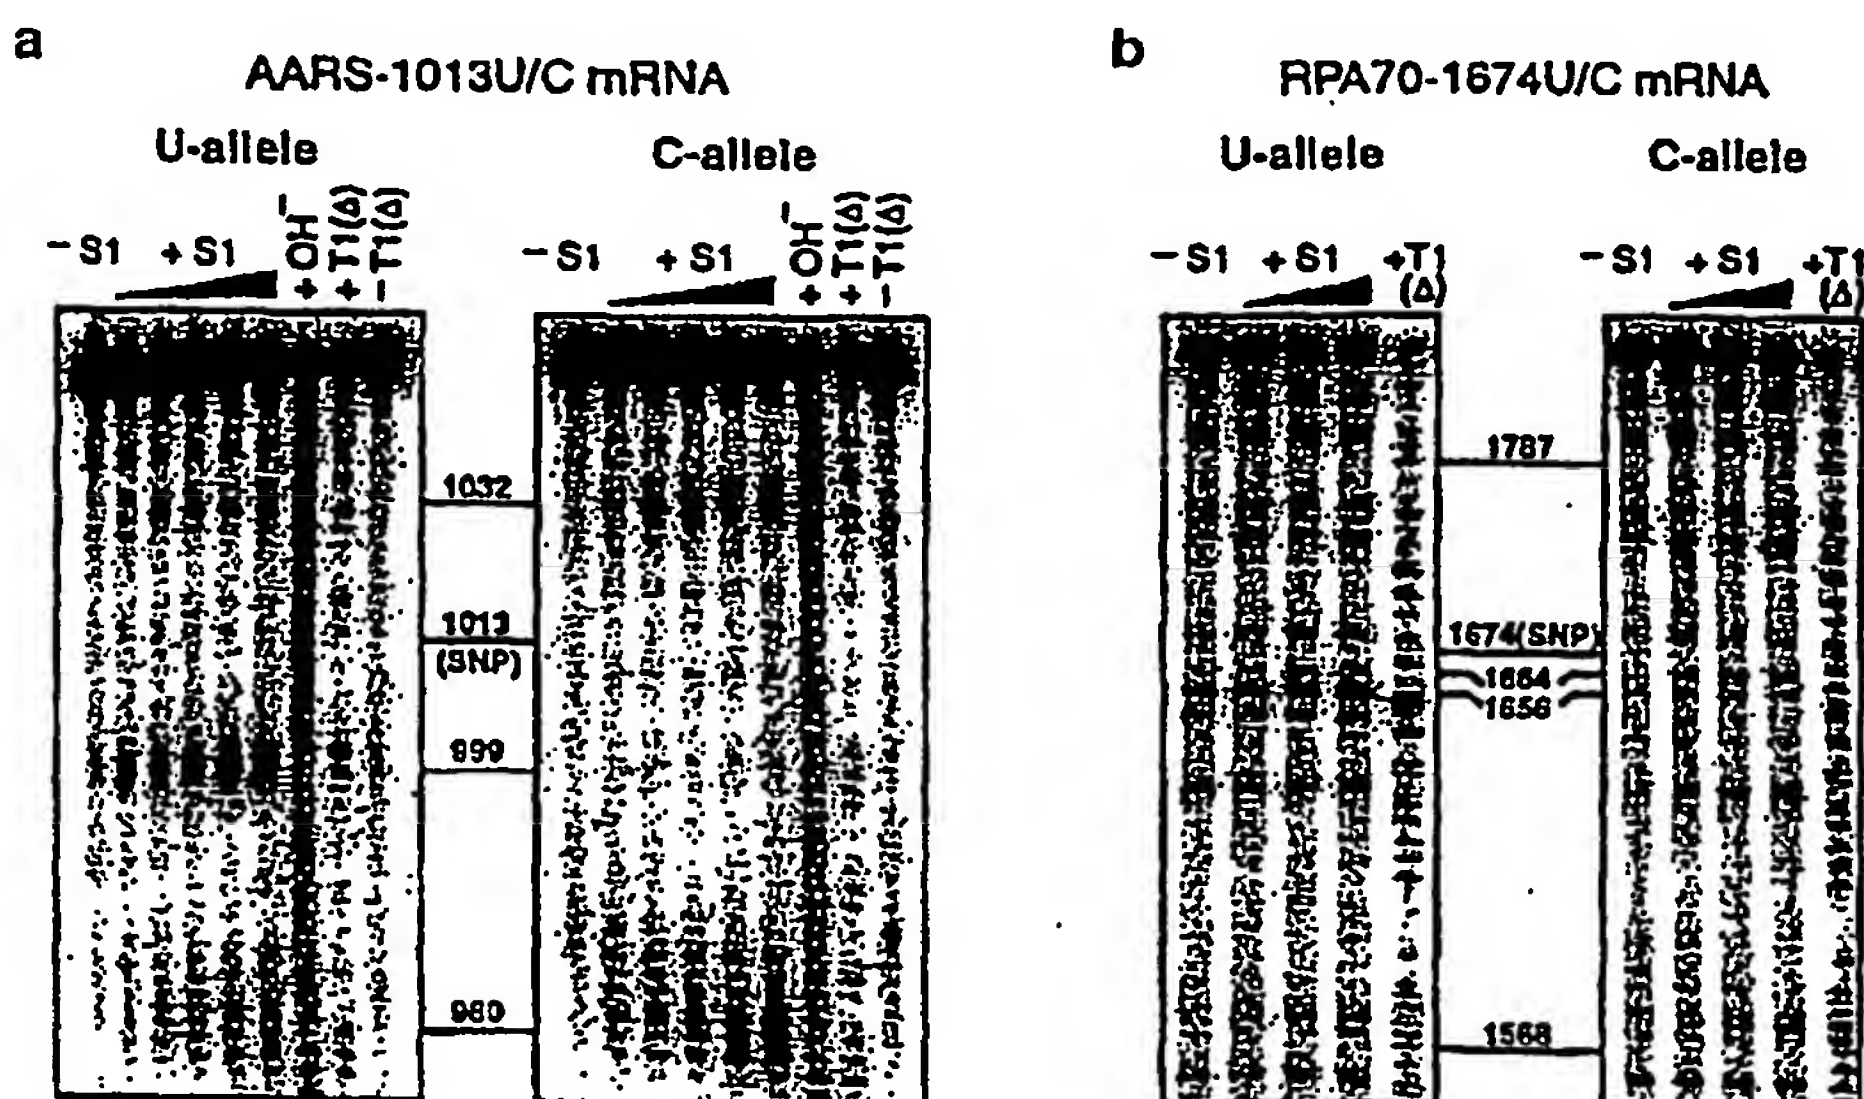 a
AARS-1013U/C mRNA
U-allele
C-allele
– S1 + S1 + OH⁻ + T1(Δ) – T1(Δ)
– S1 + S1 + OH⁻ + T1(Δ) – T1(Δ)
1032
1013
(SNP)
999
980
b
RPA70-1674U/C mRNA
U-allele
C-allele
– S1 + S1 +T1
(Δ)
– S1 + S1 +T1
(Δ)
1787
1674(SNP)
1664
1656
1568